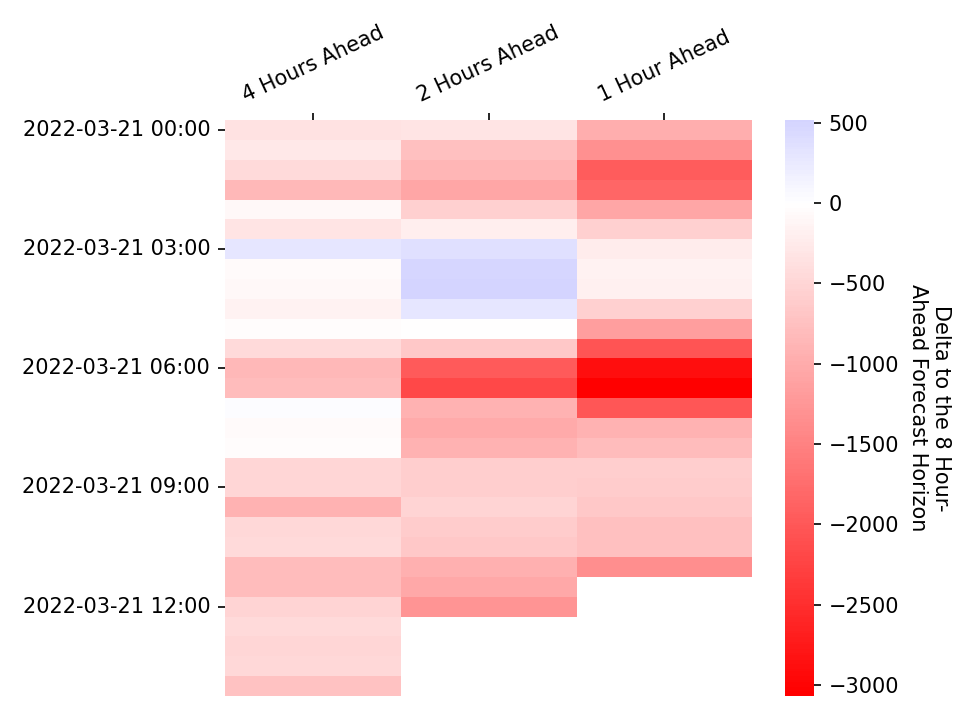 4 Hours Ahead
2 Hours Ahead
1 Hour Ahead
2022-03-21 00:00
2022-03-21 03:00
2022-03-21 06:00
2022-03-21 09:00
2022-03-21 12:00
500
0
−500
−1000
−1500
−2000
−2500
−3000
Delta to the 8 Hour-
Ahead Forecast Horizon